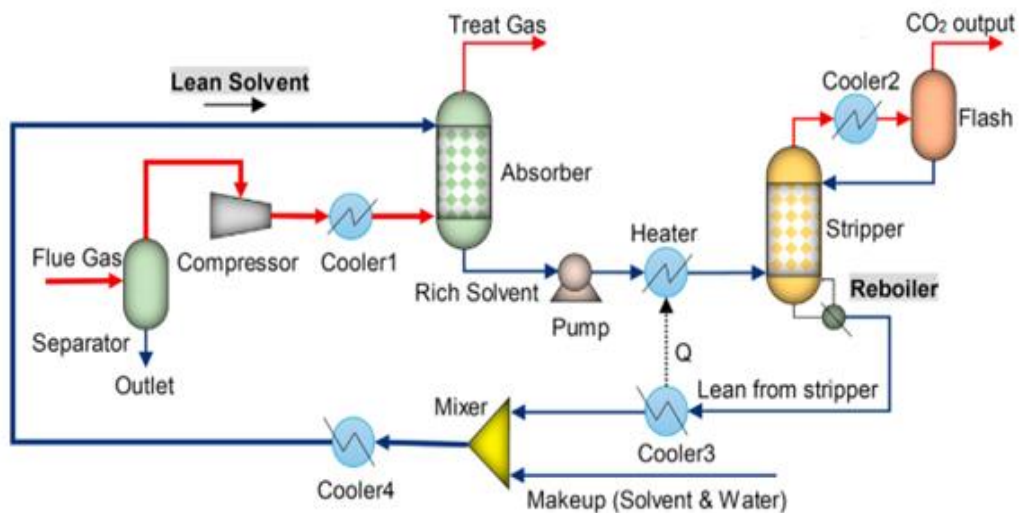 Treat Gas
CO₂ output
Lean Solvent
Cooler2
Flash
Absorber
Stripper
Heater
Flue Gas
Compressor
Cooler1
Rich Solvent
Reboiler
Pump
Separator
Q
Outlet
Lean from stripper
Mixer
Cooler3
Cooler4
Makeup (Solvent & Water)